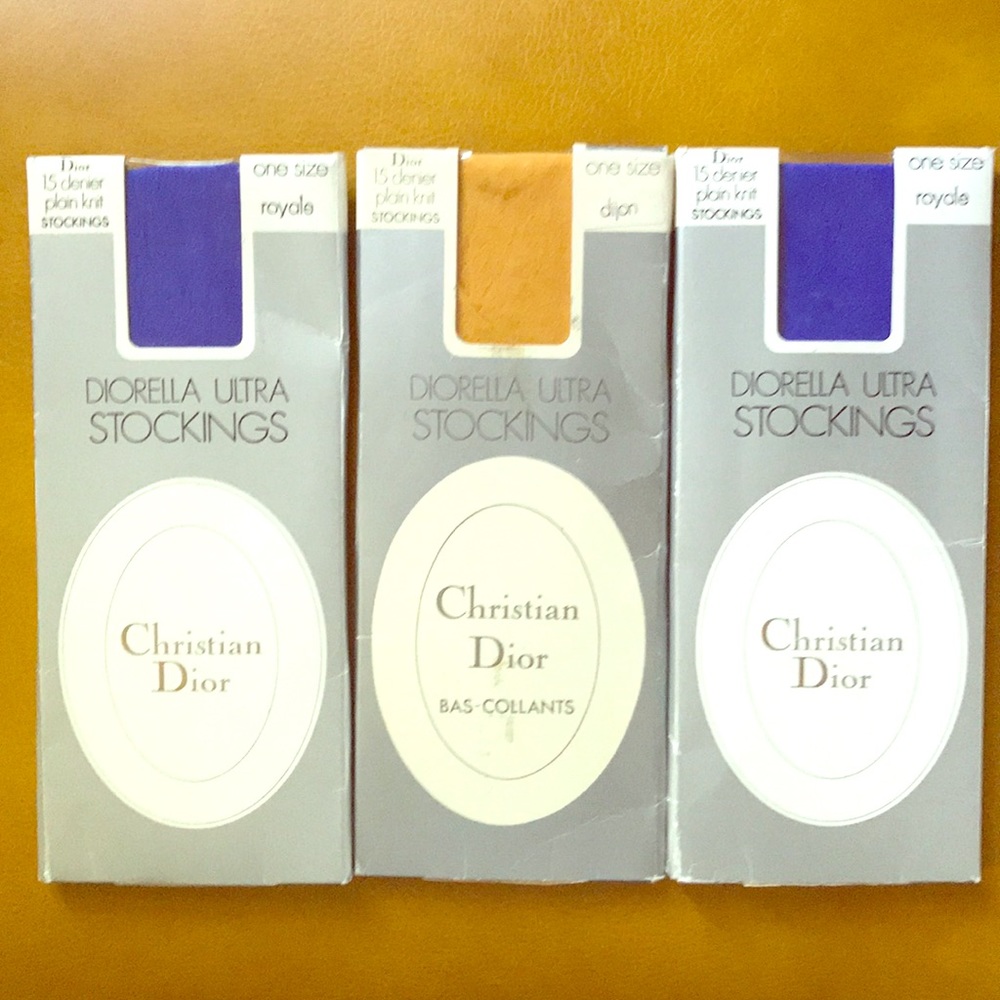 Dior
15 denier
plain knit
STOCKINGS
one size
royale
DIORELLA ULTRA
STOCKINGS
Christian
Dior
Dior
15 denier
plain knit
STOCKINGS
one size
dijon
DIORELLA ULTRA
STOCKINGS
Christian
Dior
BAS-COLLANTS
Dior
15 denier
plain knit
STOCKINGS
one size
royale
DIORELLA ULTRA
STOCKINGS
Christian
Dior